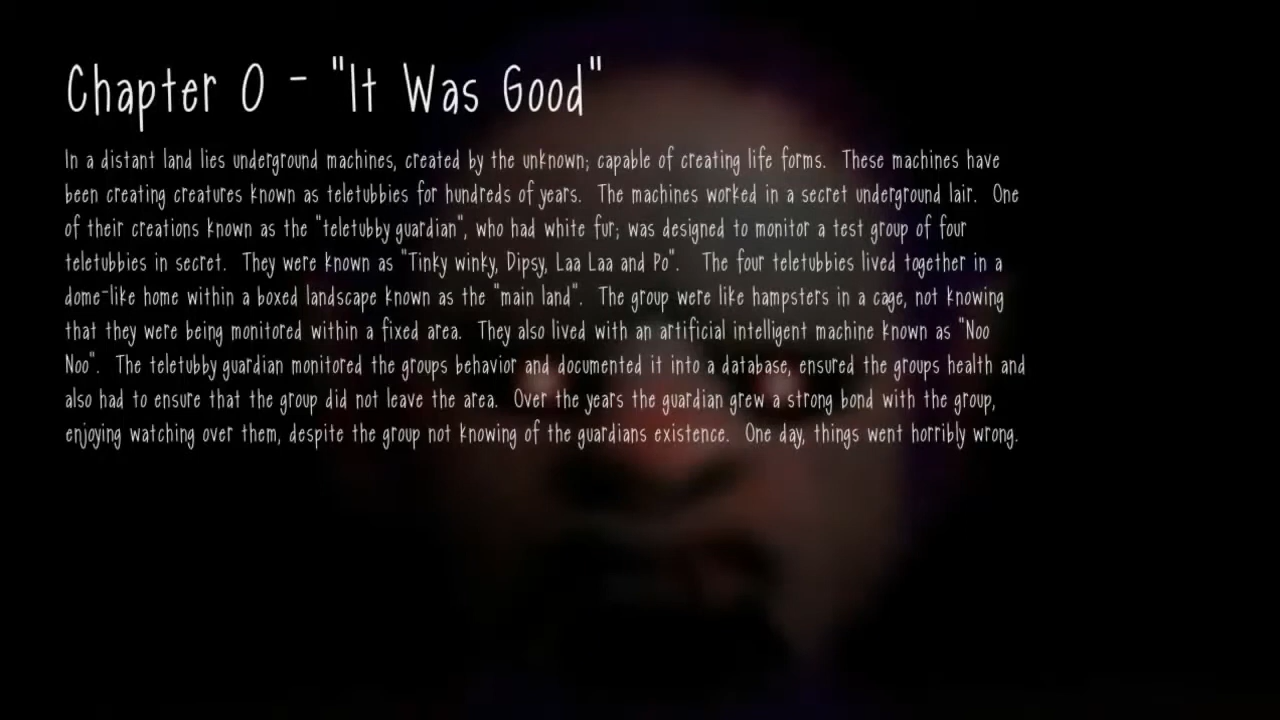 Chapter 0 - "It Was Good"
In a distant land lies underground machines, created by the unknown; capable of creating life forms.  These machines have
been creating creatures known as teletubbies for hundreds of years.  The machines worked in a secret underground lair.  One
of their creations known as the "teletubby guardian", who had white fur; was designed to monitor a test group of four
teletubbies in secret.  They were known as "Tinky winky, Dipsy, Laa Laa and Po".   The four teletubbies lived together in a
dome-like home within a boxed landscape known as the "main land".  The group were like hampsters in a cage, not knowing
that they were being monitored within a fixed area.  They also lived with an artificial intelligent machine known as "Noo
Noo".  The teletubby guardian monitored the groups behavior and documented it into a database, ensured the groups health and
also had to ensure that the group did not leave the area.  Over the years the guardian grew a strong bond with the group,
enjoying watching over them, despite the group not knowing of the guardians existence.  One day, things went horribly wrong.